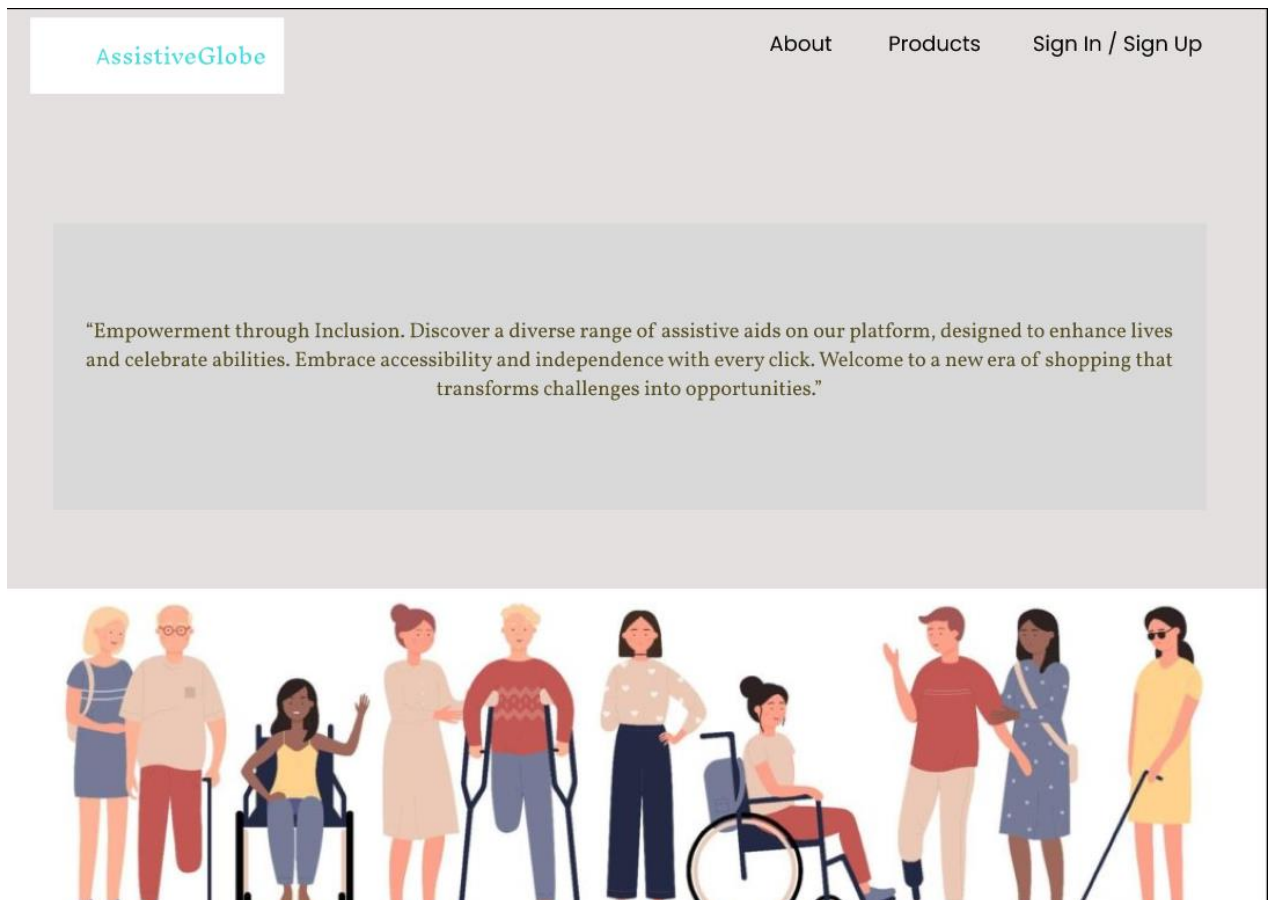 AssistiveGlobe
About
Products
Sign In / Sign Up
“Empowerment through Inclusion. Discover a diverse range of assistive aids on our platform, designed to enhance lives
and celebrate abilities. Embrace accessibility and independence with every click. Welcome to a new era of shopping that
transforms challenges into opportunities.”